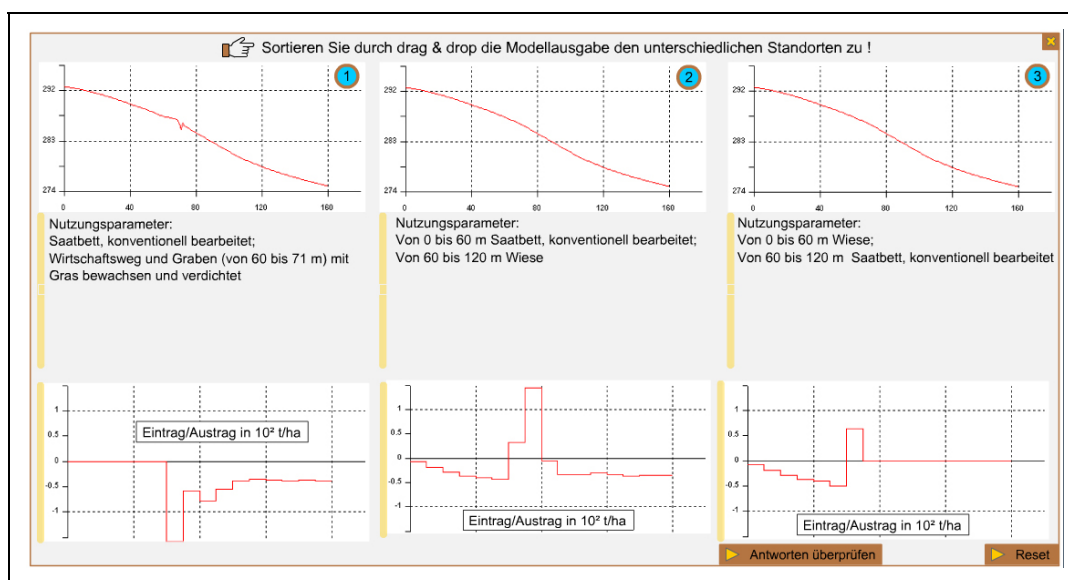 Sortieren Sie durch drag & drop die Modellausgabe den unterschiedlichen Standorten zu !
1
292
283
274
0 40 80 120 160
Nutzungsparameter:
Saatbett, konventionell bearbeitet;
Wirtschaftsweg und Graben (von 60 bis 71 m) mit
Gras bewachsen und verdichtet
2
292
283
274
0 40 80 120 160
Nutzungsparameter:
Von 0 bis 60 m Saatbett, konventionell bearbeitet;
Von 60 bis 120 m Wiese
3
292
283
274
0 40 80 120 160
Nutzungsparameter:
Von 0 bis 60 m Wiese;
Von 60 bis 120 m Saatbett, konventionell bearbeitet
1
0.5
0
-0.5
-1
Eintrag/Austrag in 10² t/ha
1
0.5
0
-0.5
-1
Eintrag/Austrag in 10² t/ha
1
0.5
0
-0.5
-1
Eintrag/Austrag in 10² t/ha
Antworten überprüfen
Reset